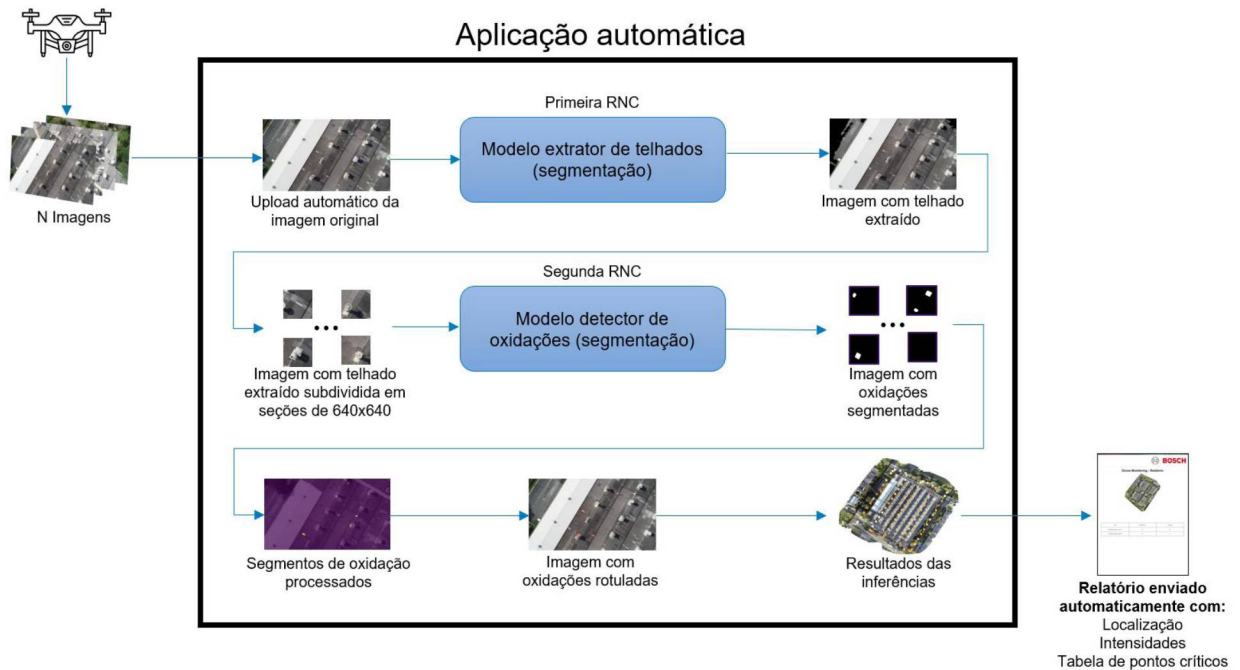 Aplicação automática
N Imagens
Upload automático da
imagem original
Primeira RNC
Modelo extrator de telhados
(segmentação)
Imagem com telhado
extraído
Imagem com telhado
extraído subdividida em
seções de 640x640
Segunda RNC
Modelo detector de
oxidações (segmentação)
Imagem com
oxidações
segmentadas
Segmentos de oxidação
processados
Imagem com
oxidações rotuladas
Resultados das
inferências
BOSCH
Relatório enviado
automaticamente com:
Localização
Intensidades
Tabela de pontos críticos